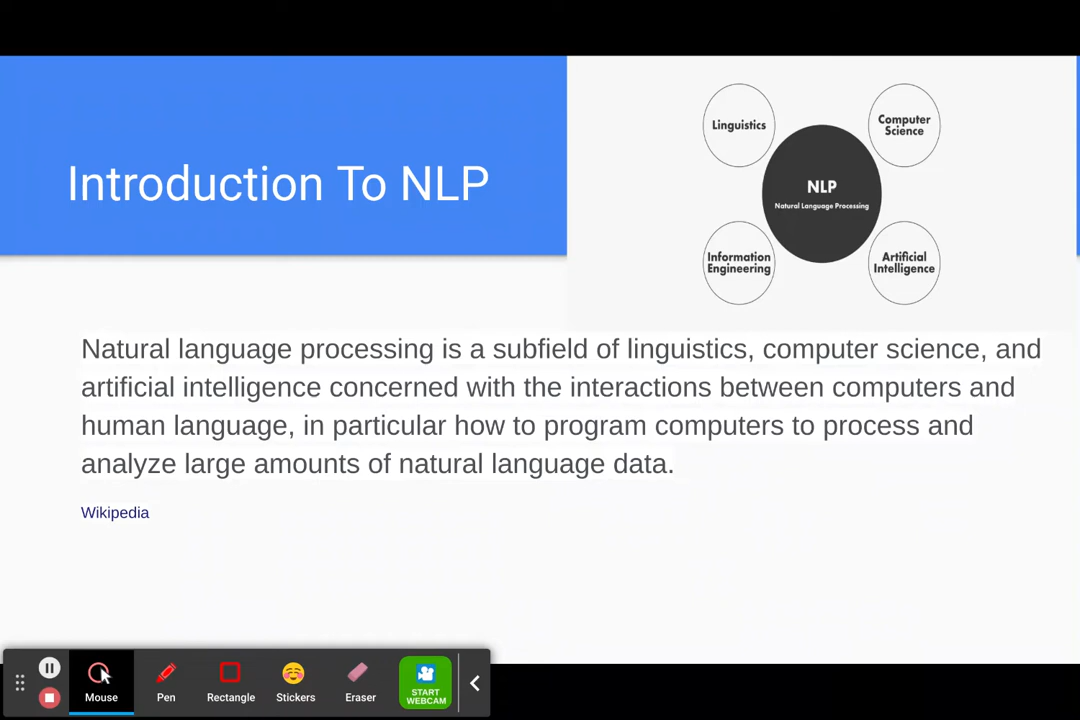 Introduction To NLP
Linguistics
Computer
Science
NLP
Natural Language Processing
Information
Engineering
Artificial
Intelligence
Natural language processing is a subfield of linguistics, computer science, and
artificial intelligence concerned with the interactions between computers and
human language, in particular how to program computers to process and
analyze large amounts of natural language data.
Wikipedia
Mouse
Pen
Rectangle
Stickers
Eraser
START
WEBCAM